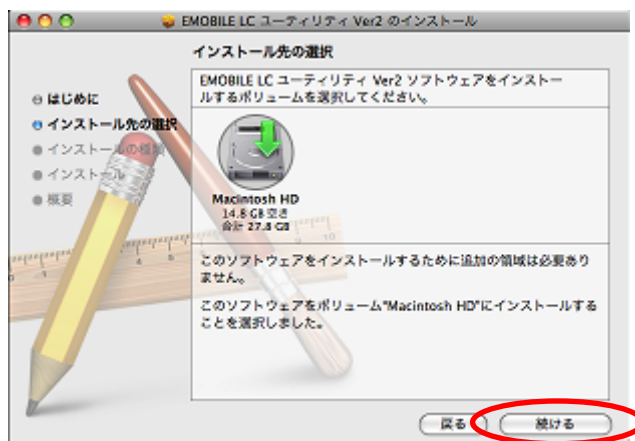 EMOBILE LC ユーティリティ Ver2 のインストール
インストール先の選択
はじめに
インストール先の選択
インストールの種類
インストール
概要
EMOBILE LC ユーティリティ Ver2 ソフトウェアをインストー
ルするボリュームを選択してください。
Macintosh HD
14.8 GB 空き
合計 27.8 GB
このソフトウェアをインストールするために追加の領域は必要あり
ません。
このソフトウェアをボリューム"Macintosh HD"にインストールする
ことを選択しました。
戻る
続ける